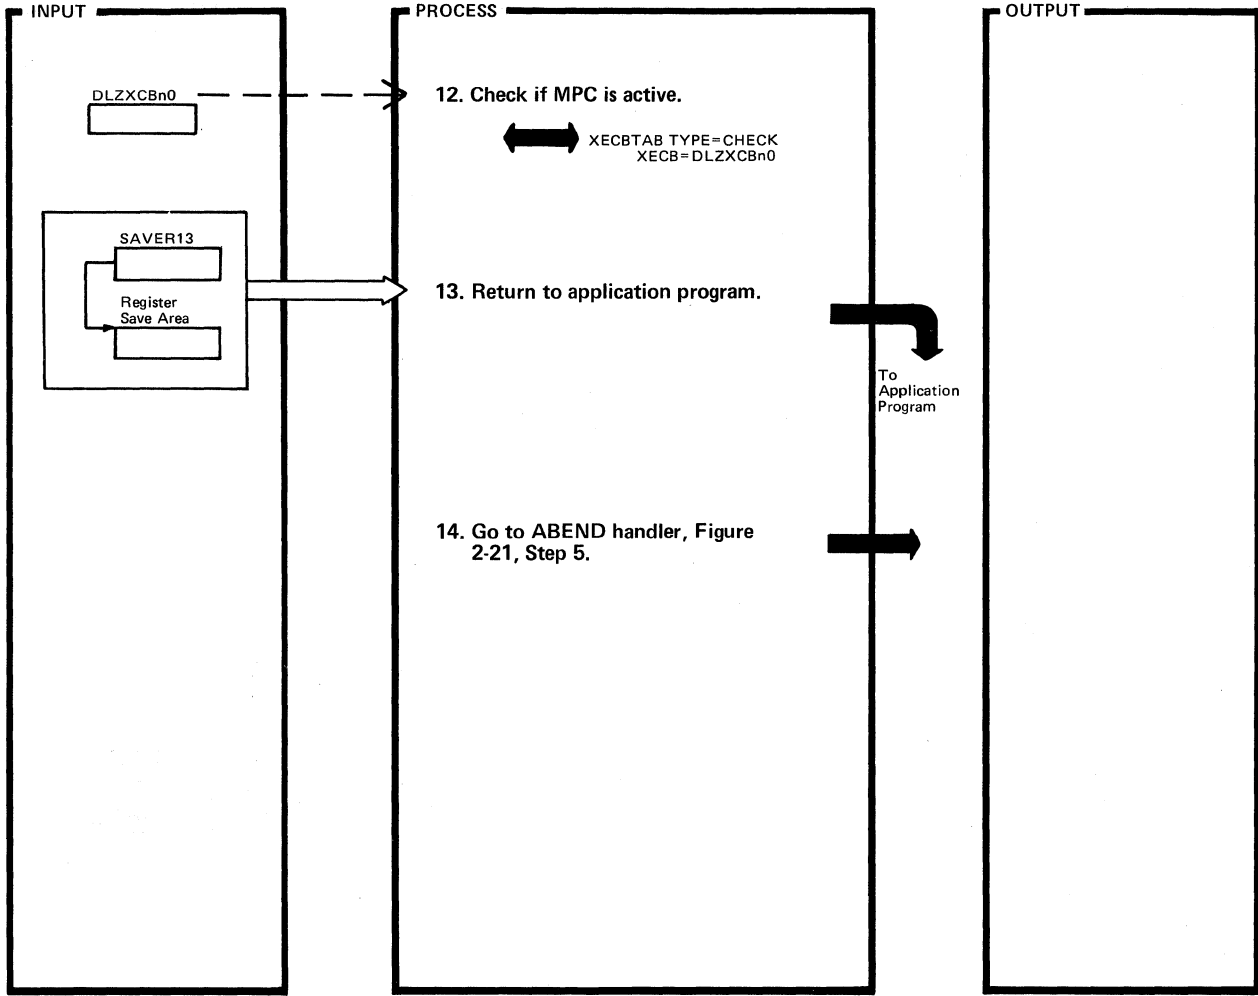 INPUT
PROCESS
OUTPUT
DLZXCBn0
12. Check if MPC is active.
XECBTAB TYPE=CHECK
XECB=DLZXCBn0
SAVER13
Register
Save Area
13. Return to application program.
To
Application
Program
14. Go to ABEND handler, Figure
2-21, Step 5.